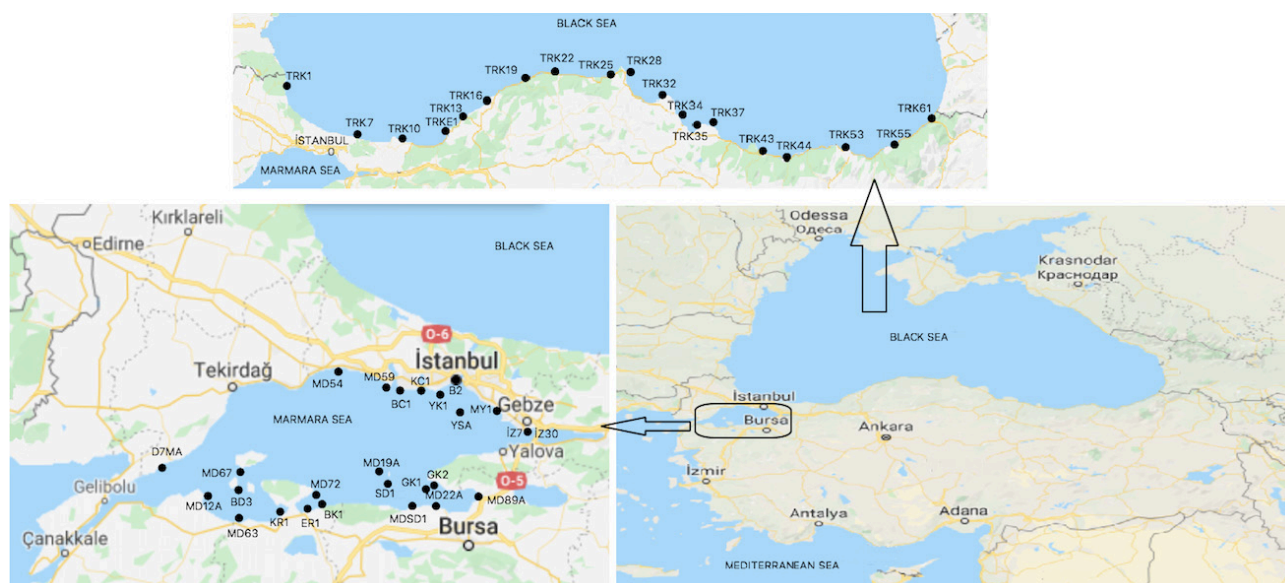 BLACK SEA
TRK1
TRK7
TRK10
TRKE1
TRK13
TRK16
TRK19
TRK22
TRK25
TRK28
TRK32
TRK34
TRK35
TRK37
TRK43
TRK44
TRK53
TRK55
TRK61
İSTANBUL
MARMARA SEA
Kırklareli
Edirne
BLACK SEA
O-6
İstanbul
Tekirdağ
MD54
MD59
KC1
B2
BC1
YK1
MY1
Gebze
MARMARA SEA
YSA
İZ7
İZ30
Yalova
D7MA
MD67
MD19A
GK2
O-5
Gelibolu
MD12A
BD3
MD72
SD1
GK1
MD22A
MD89A
KR1
ER1
BK1
MDSD1
MD63
Bursa
Çanakkale
Odessa
Одеса
Krasnodar
Краснодар
BLACK SEA
İstanbul
Bursa
Ankara
İzmir
Antalya
Adana
MEDITERRANEAN SEA